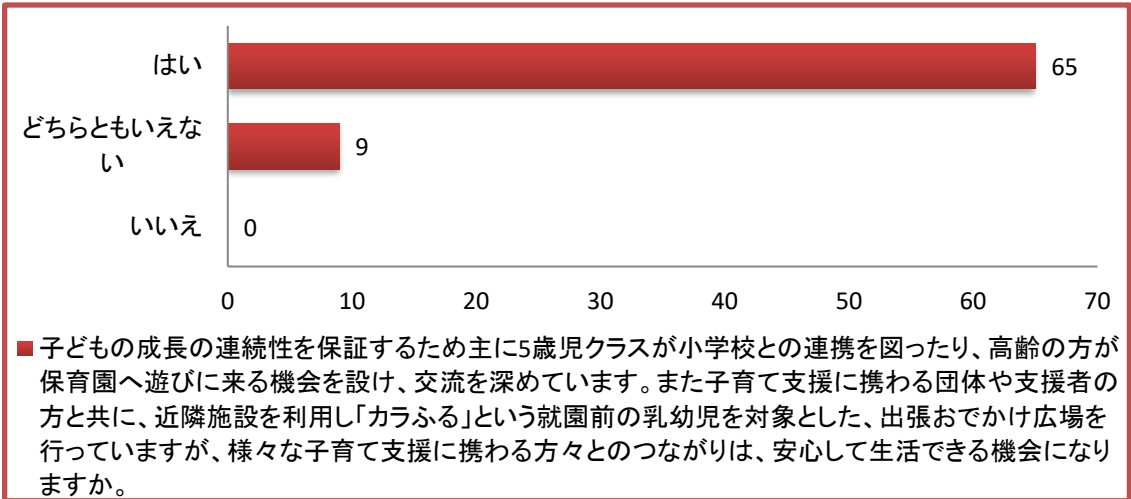 はい
65
どちらともいえな
い
9
いいえ
0
0 10 20 30 40 50 60 70
子どもの成長の連続性を保証するため主に5歳児クラスが小学校との連携を図ったり、高齢の方が
保育園へ遊びに来る機会を設け、交流を深めています。また子育て支援に携わる団体や支援者の
方と共に、近隣施設を利用し「カラふる」という就園前の乳幼児を対象とした、出張おでかけ広場を
行っていますが、様々な子育て支援に携わる方々とのつながりは、安心して生活できる機会になり
ますか。